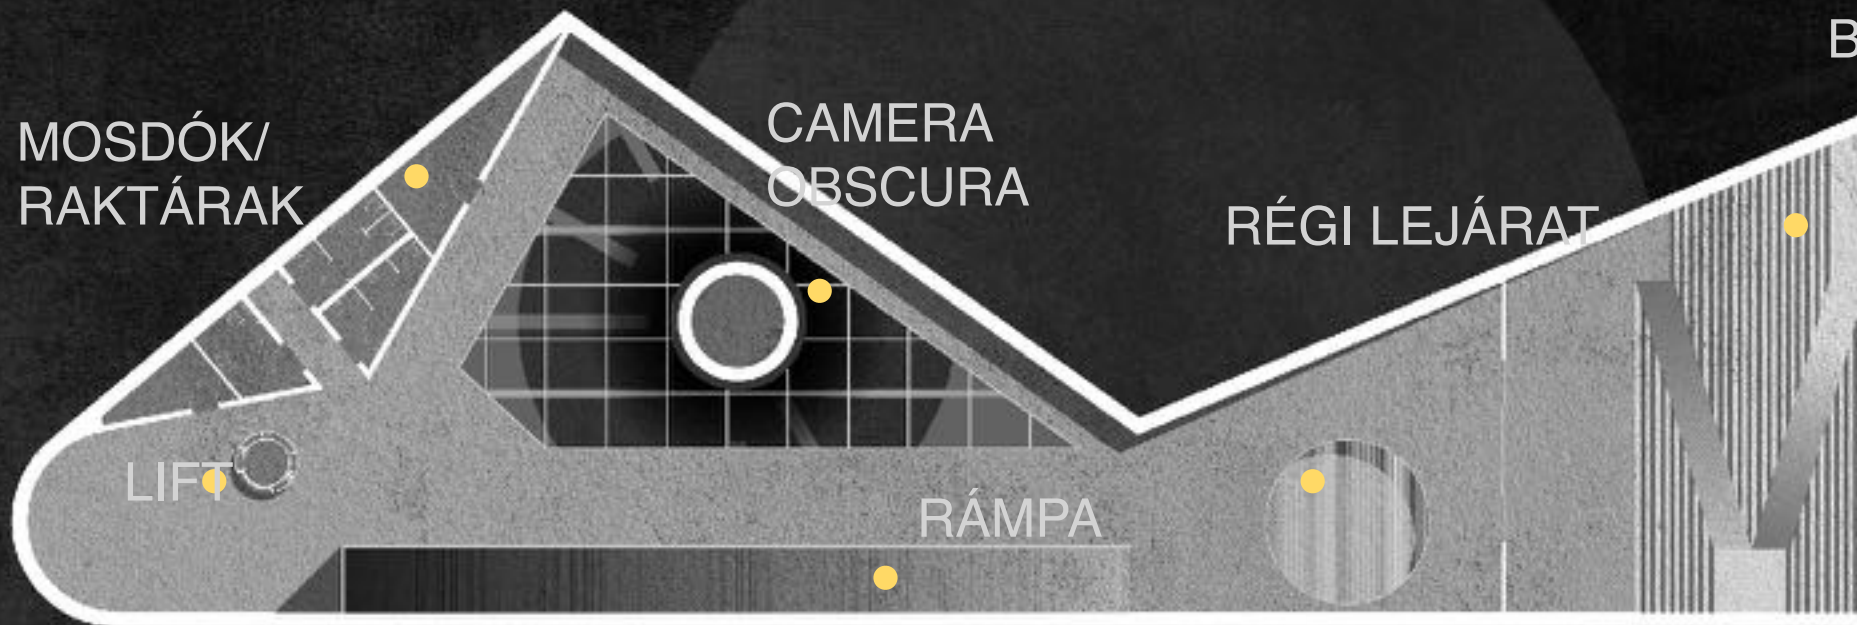 MOSDÓK/
RAKTÁRAK
CAMERA
OBSCURA
RÉGI LEJÁRAT
B
LIFT
RÁMPA